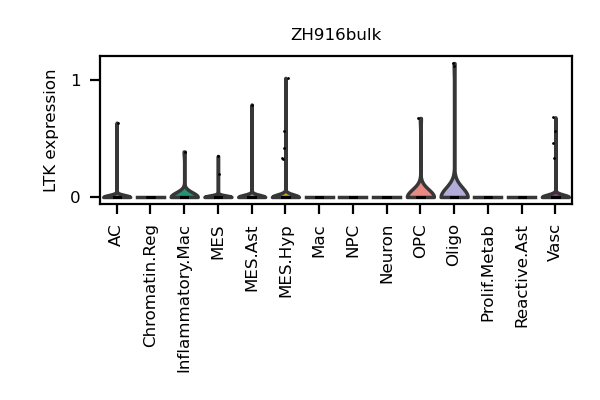 ZH916bulk
LTK expression
1
0
AC
Chromatin.Reg
Inflammatory.Mac
MES
MES.Ast
MES.Hyp
Mac
NPC
Neuron
OPC
Oligo
Prolif.Metab
Reactive.Ast
Vasc